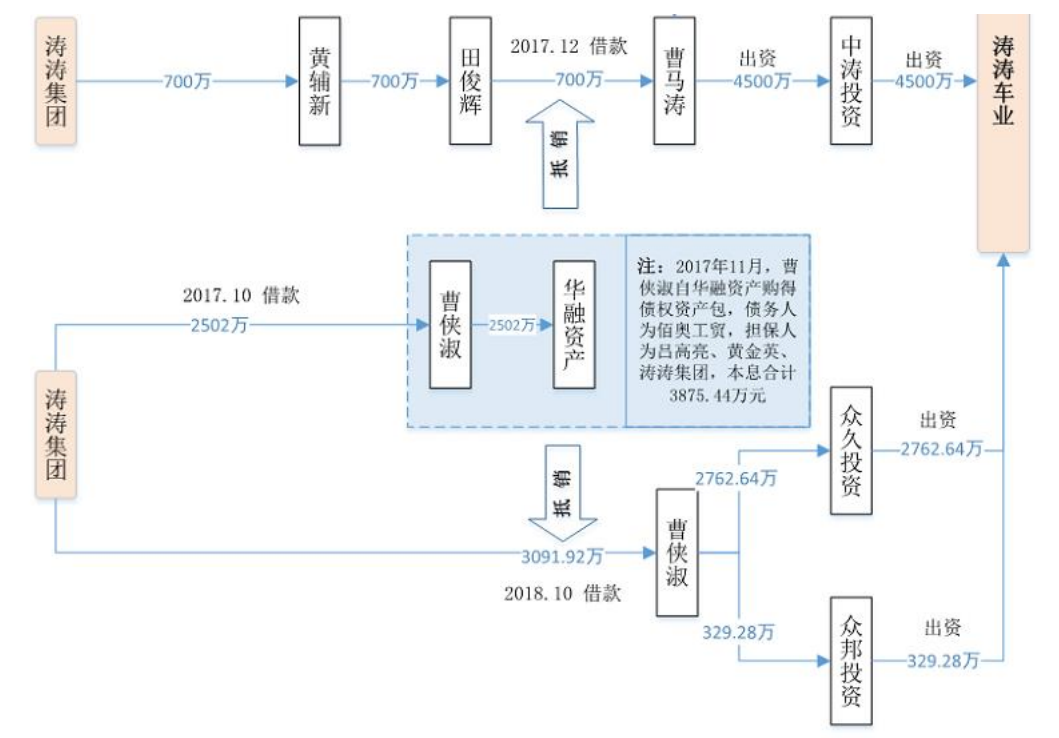 涛涛集团
700万
黄辅新
700万
田俊辉
2017.12 借款
700万
曹马涛
出资
4500万
中涛投资
出资
4500万
涛涛车业
抵销
2017.10 借款
2502万
曹侠淑
2502万
华融资产
注：2017年11月，曹
侠淑自华融资产购得
债权资产包，债务人
为佰奥工贸，担保人
为吕高亮、黄金英、
涛涛集团，本息合计
3875.44万元
涛涛集团
抵销
3091.92万
2018.10 借款
曹侠淑
2762.64万
众久投资
出资
2762.64万
329.28万
众邦投资
出资
329.28万